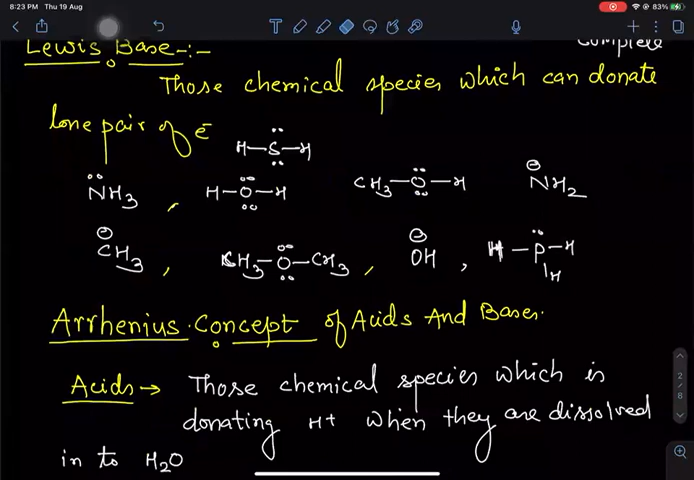 8:23 PM Thu 19 Aug 83%
Complete
Lewis Base:-
Those chemical species which can donate
lone pair of e-
H-S-H
NH3, H-O-H CH3-O-H ⊖NH2
⊖CH3, CH3-O-CH3, ⊖OH, H-P-H
H
Arrhenius Concept of Acids And Bases.
Acids → Those chemical species which is
donating H+ when they are dissolved
in to H2O
2
8